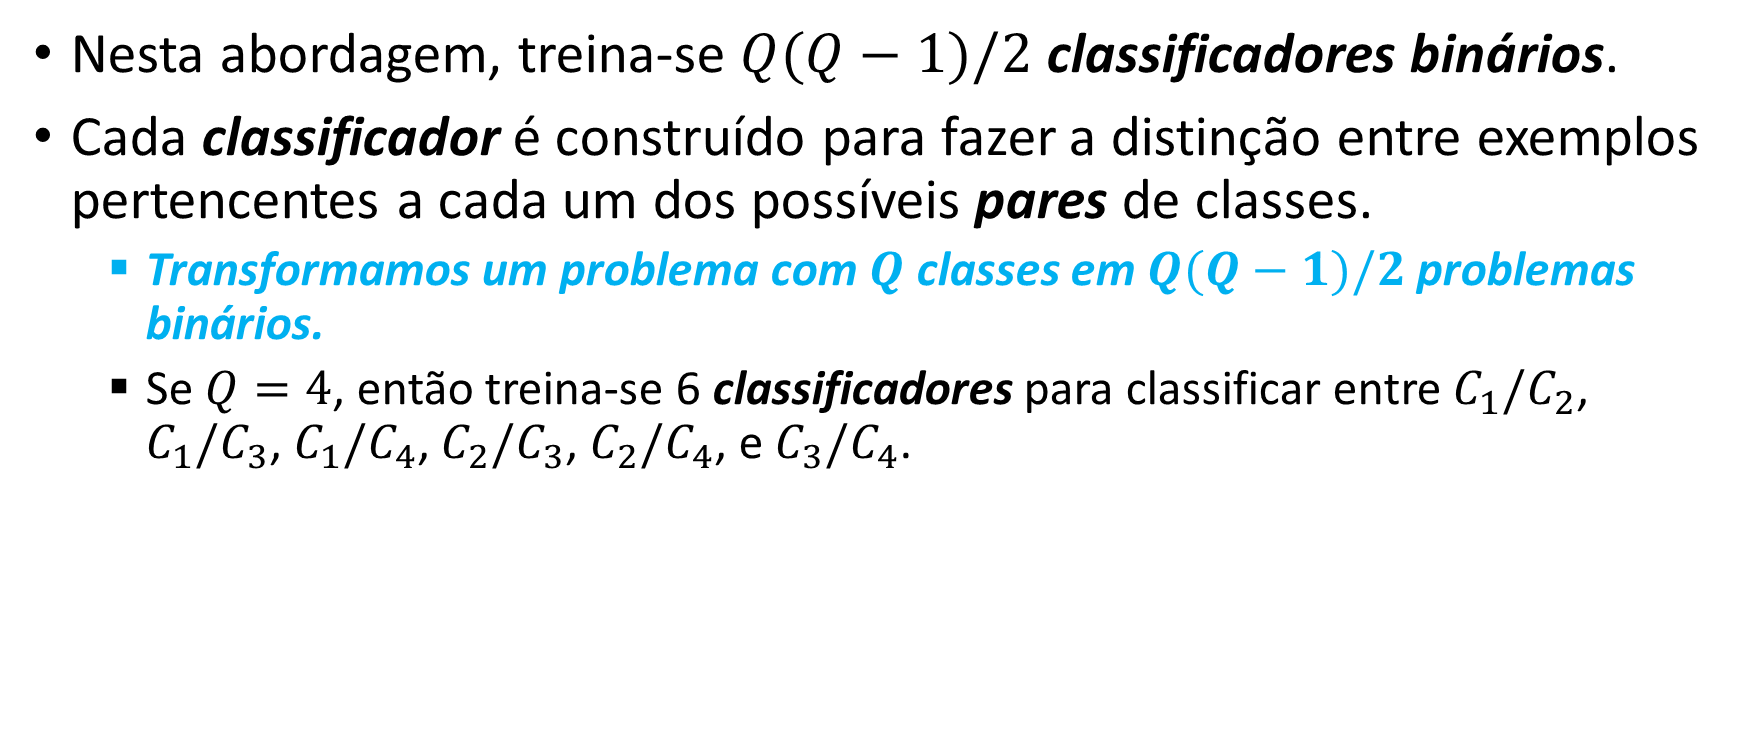 • Nesta abordagem, treina-se 𝑄(𝑄 − 1)/2 classificadores binários.
• Cada classificador é construído para fazer a distinção entre exemplos
pertencentes a cada um dos possíveis pares de classes.
▪ Transformamos um problema com 𝑸 classes em 𝑸(𝑸 − 𝟏)/𝟐 problemas
binários.
▪ Se 𝑄 = 4, então treina-se 6 classificadores para classificar entre 𝐶₁/𝐶₂,
𝐶₁/𝐶₃, 𝐶₁/𝐶₄, 𝐶₂/𝐶₃, 𝐶₂/𝐶₄, e 𝐶₃/𝐶₄.